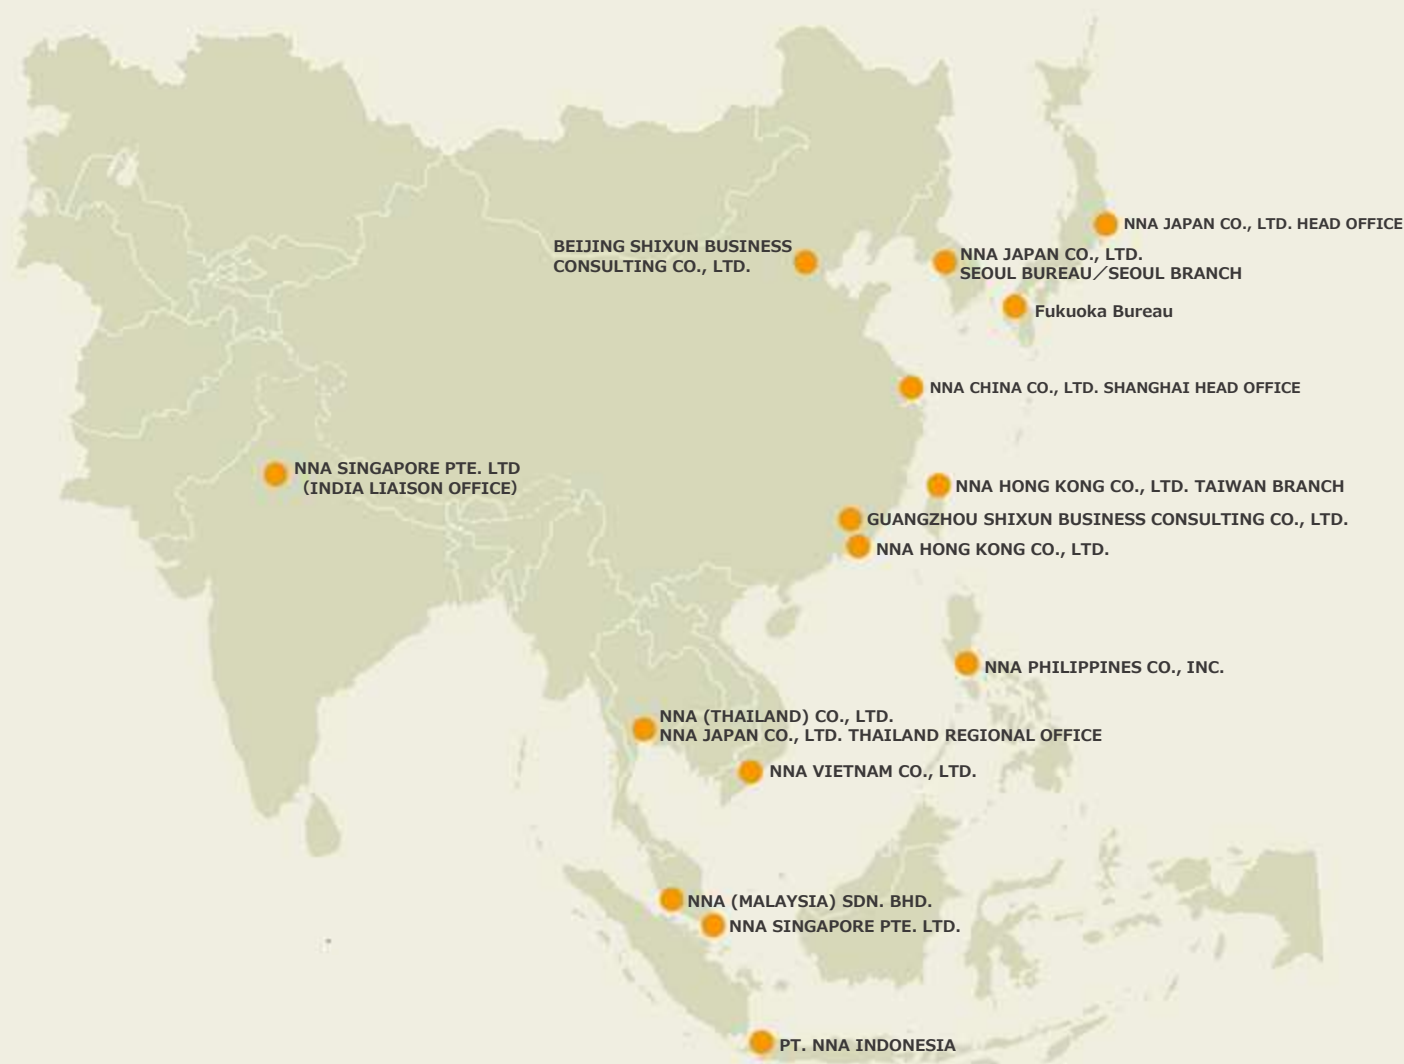 NNA JAPAN CO., LTD. HEAD OFFICE
BEIJING SHIXUN BUSINESS
CONSULTING CO., LTD.
NNA JAPAN CO., LTD.
SEOUL BUREAU／SEOUL BRANCH
Fukuoka Bureau
NNA CHINA CO., LTD. SHANGHAI HEAD OFFICE
NNA SINGAPORE PTE. LTD
(INDIA LIAISON OFFICE)
NNA HONG KONG CO., LTD. TAIWAN BRANCH
GUANGZHOU SHIXUN BUSINESS CONSULTING CO., LTD.
NNA HONG KONG CO., LTD.
NNA PHILIPPINES CO., INC.
NNA (THAILAND) CO., LTD.
NNA JAPAN CO., LTD. THAILAND REGIONAL OFFICE
NNA VIETNAM CO., LTD.
NNA (MALAYSIA) SDN. BHD.
NNA SINGAPORE PTE. LTD.
PT. NNA INDONESIA